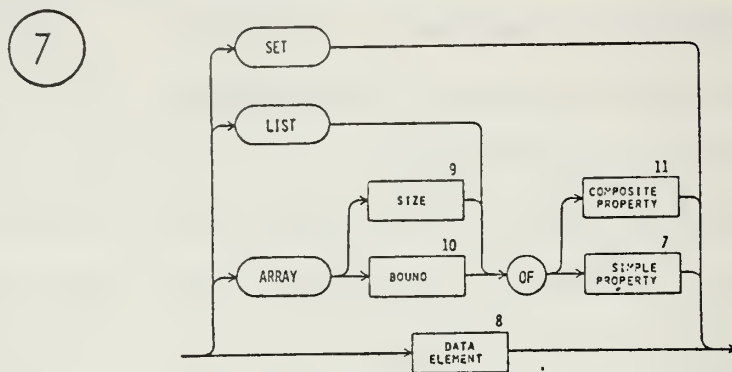 7
SET
LIST
9
SIZE
11
COMPOSITE
PROPERTY
10
BOUND
ARRAY
OF
7
SIMPLE
PROPERTY
8
DATA
ELEMENT